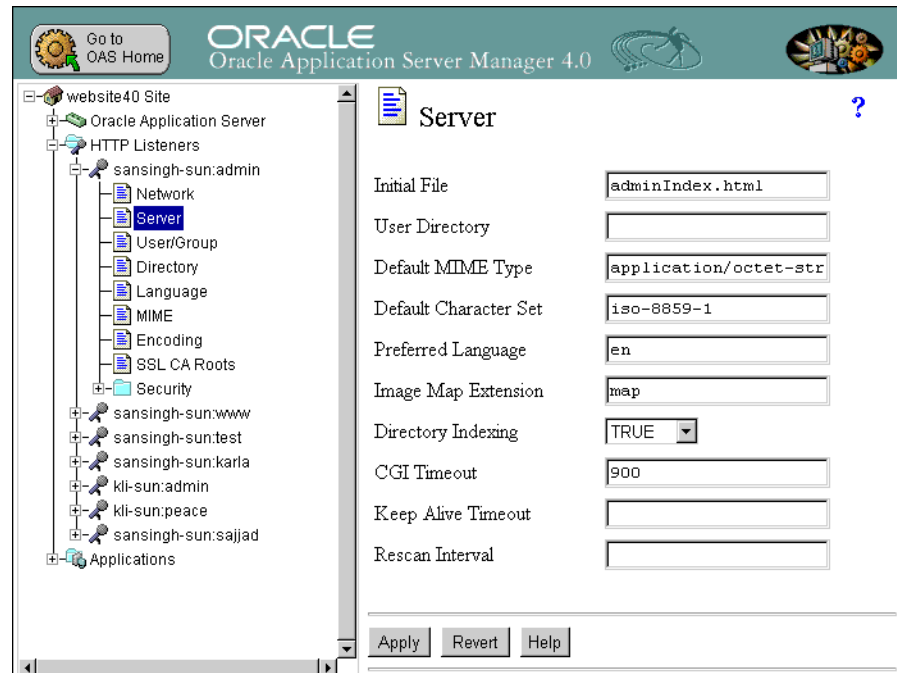 Go to
OAS Home
ORACLE
Oracle Application Server Manager 4.0
website40 Site
Oracle Application Server
HTTP Listeners
sansingh-sun:admin
Network
Server
User/Group
Directory
Language
MIME
Encoding
SSL CA Roots
Security
sansingh-sun:www
sansingh-sun:test
sansingh-sun:karla
kli-sun:admin
kli-sun:peace
sansingh-sun:sajjad
Applications
Server
?
Initial File adminIndex.html
User Directory
Default MIME Type application/octet-str
Default Character Set iso-8859-1
Preferred Language en
Image Map Extension map
Directory Indexing TRUE
CGI Timeout 900
Keep Alive Timeout
Rescan Interval
Apply Revert Help